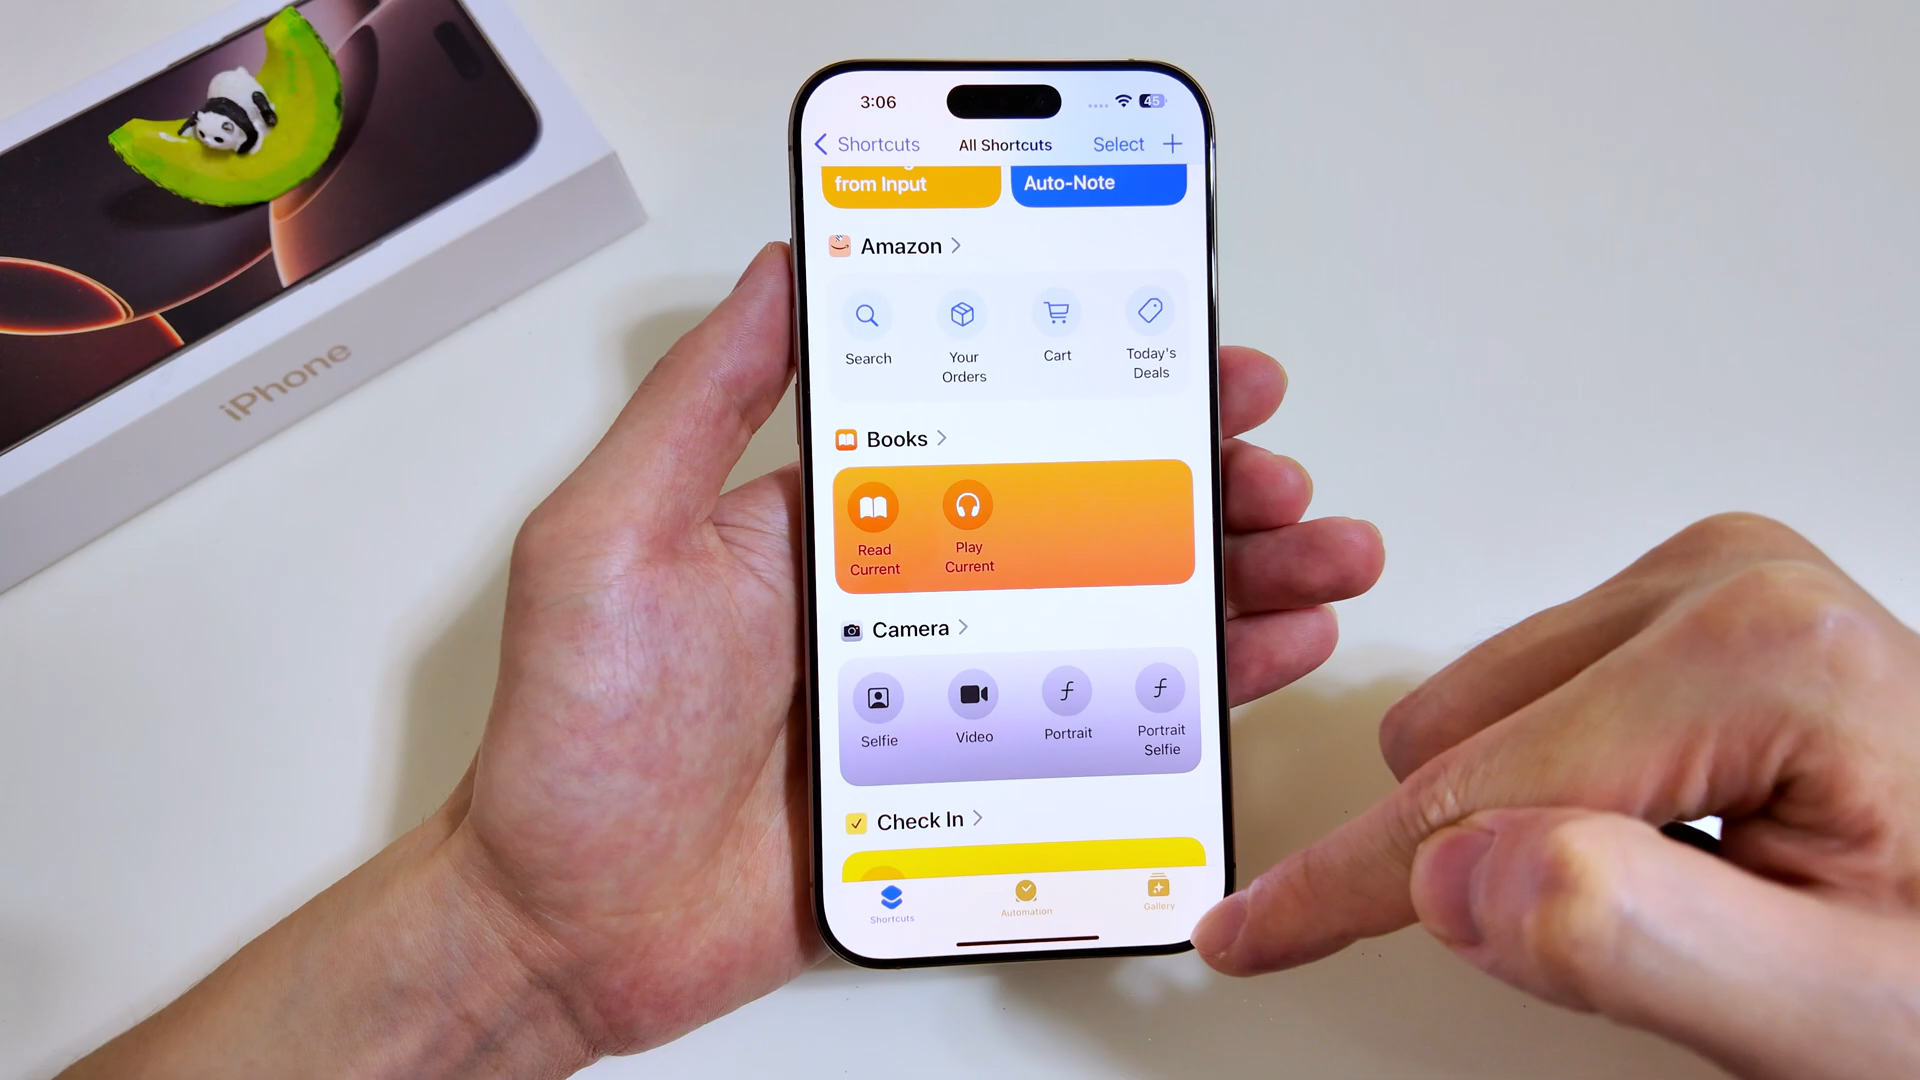 3:06
45
Shortcuts
All Shortcuts
Select
from Input
Auto-Note
Amazon
Search
Your
Orders
Cart
Today's
Deals
Books
Read
Current
Play
Current
Camera
Selfie
Video
Portrait
Portrait
Selfie
Check In
Shortcuts
Automation
Gallery
iPhone